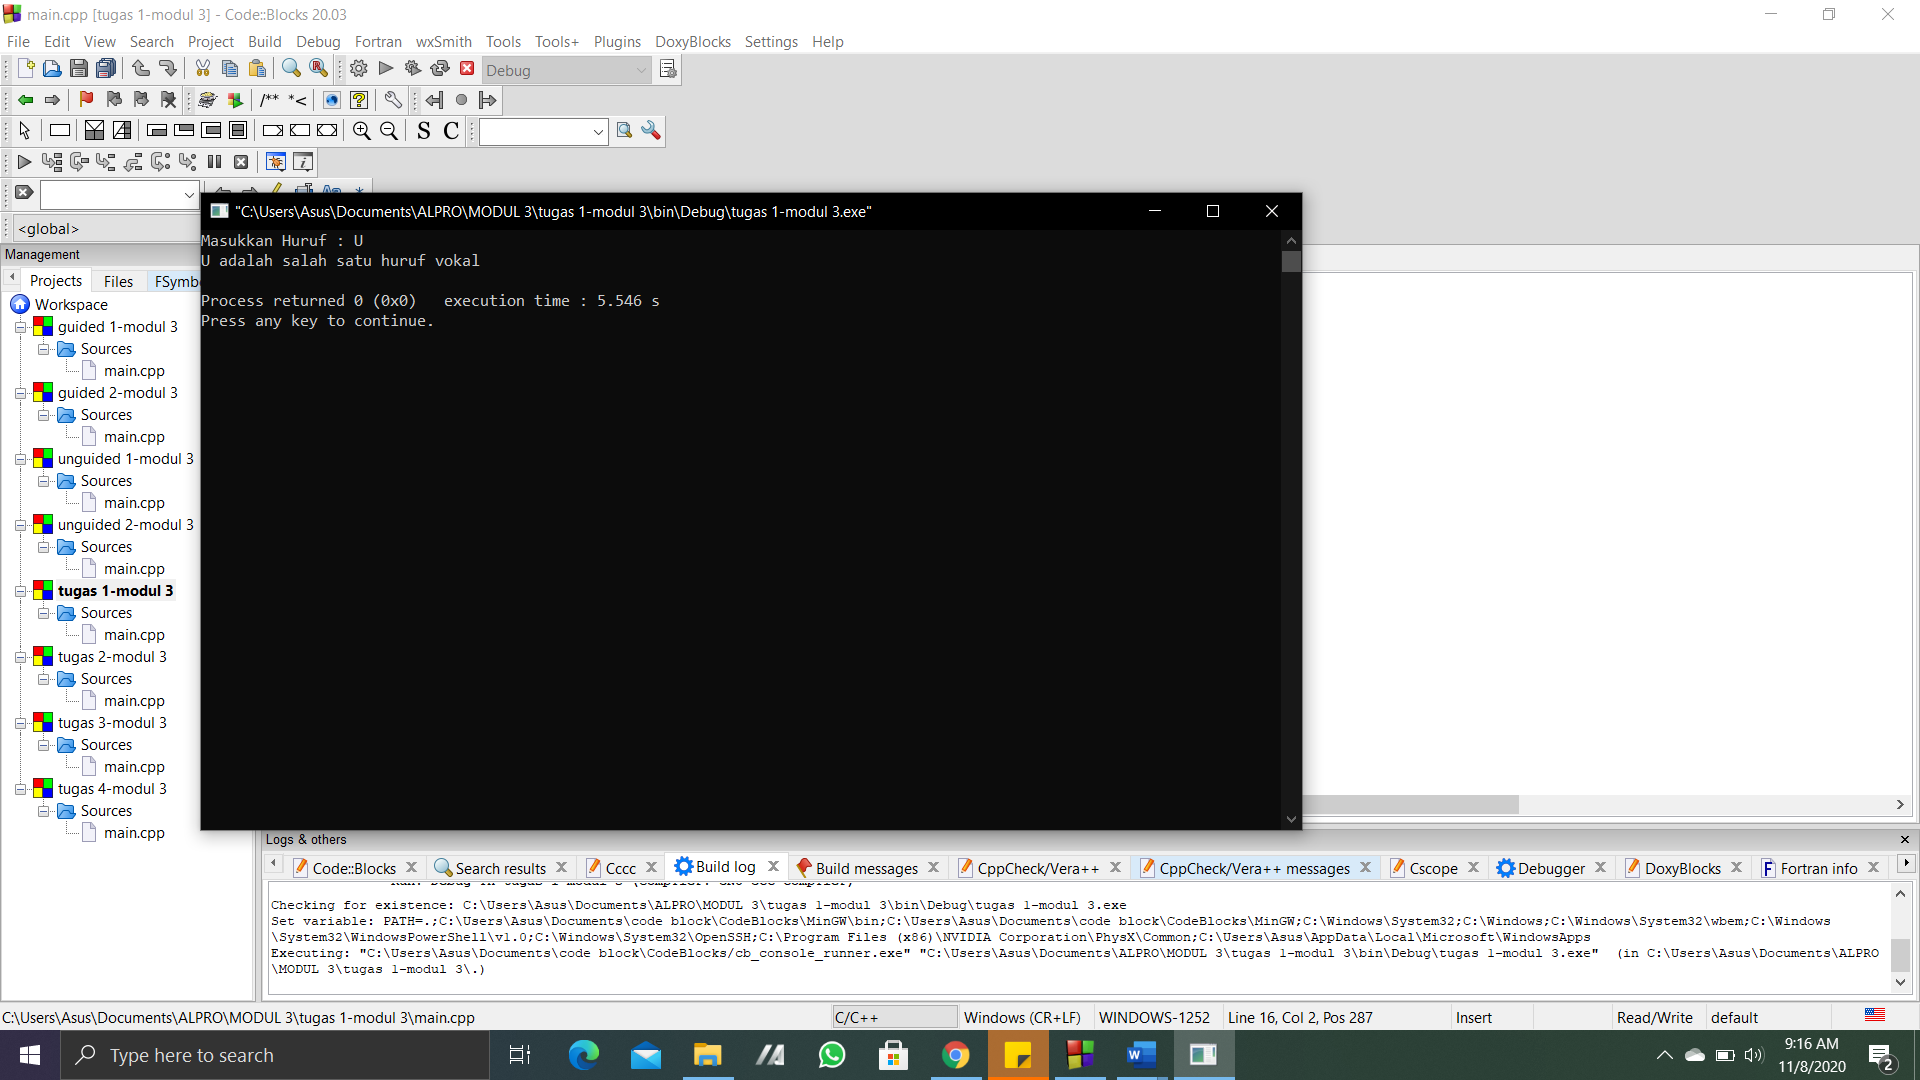 main.cpp [tugas 1-modul 3] - Code::Blocks 20.03
File Edit View Search Project Build Debug Fortran wxSmith Tools Tools+ Plugins DoxyBlocks Settings Help
Debug
/** *<
S C
<global>
"C:\Users\Asus\Documents\ALPRO\MODUL 3\tugas 1-modul 3\bin\Debug\tugas 1-modul 3.exe"
Masukkan Huruf : U
U adalah salah satu huruf vokal
Process returned 0 (0x0)   execution time : 5.546 s
Press any key to continue.
Management
Projects Files FSymbo
Workspace
guided 1-modul 3
Sources
main.cpp
guided 2-modul 3
Sources
main.cpp
unguided 1-modul 3
Sources
main.cpp
unguided 2-modul 3
Sources
main.cpp
tugas 1-modul 3
Sources
main.cpp
tugas 2-modul 3
Sources
main.cpp
tugas 3-modul 3
Sources
main.cpp
tugas 4-modul 3
Sources
main.cpp
Logs & others
Code::Blocks Search results Cccc Build log Build messages CppCheck/Vera++ CppCheck/Vera++ messages Cscope Debugger DoxyBlocks Fortran info
Checking for existence: C:\Users\Asus\Documents\ALPRO\MODUL 3\tugas 1-modul 3\bin\Debug\tugas 1-modul 3.exe
Set variable: PATH=.;C:\Users\Asus\Documents\code block\CodeBlocks\MinGW\bin;C:\Users\Asus\Documents\code block\CodeBlocks\MinGW;C:\Windows\System32;C:\Windows;C:\Windows\System32\wbem;C:\Windows
\System32\WindowsPowerShell\v1.0;C:\Windows\System32\OpenSSH;C:\Program Files (x86)\NVIDIA Corporation\PhysX\Common;C:\Users\Asus\AppData\Local\Microsoft\WindowsApps
Executing: "C:\Users\Asus\Documents\code block\CodeBlocks/cb_console_runner.exe" "C:\Users\Asus\Documents\ALPRO\MODUL 3\tugas 1-modul 3\bin\Debug\tugas 1-modul 3.exe"  (in C:\Users\Asus\Documents\ALPRO
\MODUL 3\tugas 1-modul 3\.)
C:\Users\Asus\Documents\ALPRO\MODUL 3\tugas 1-modul 3\main.cpp C/C++ Windows (CR+LF) WINDOWS-1252 Line 16, Col 2, Pos 287 Insert Read/Write default
Type here to search
9:16 AM
11/8/2020
2